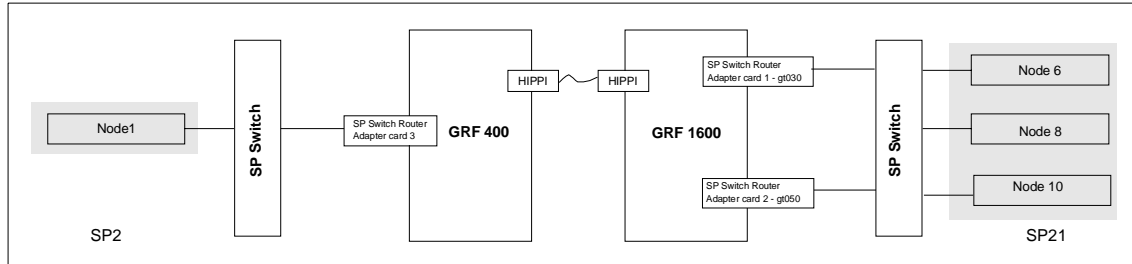 Node1
SP2
SP Switch
SP Switch Router
Adapter card 3
GRF 400
HIPPI
HIPPI
GRF 1600
SP Switch Router
Adapter card 1 - gt030
SP Switch Router
Adapter card 2 - gt050
SP Switch
Node 6
Node 8
Node 10
SP21